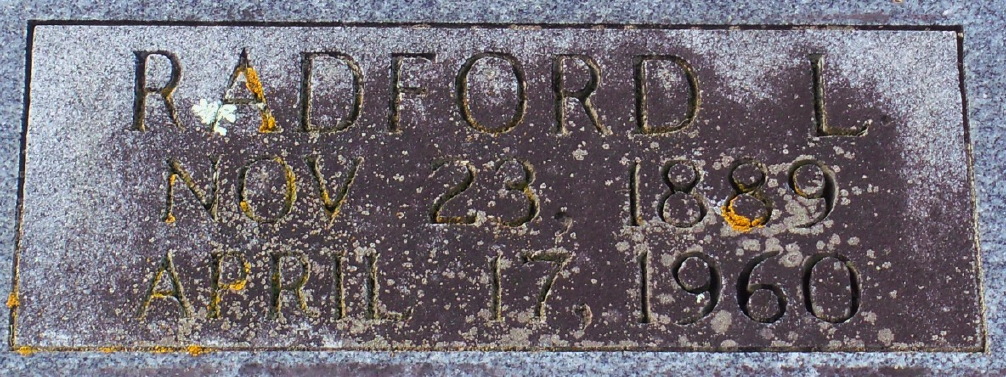 RADFORD L.
NOV 23, 1889
APRIL 17, 1960